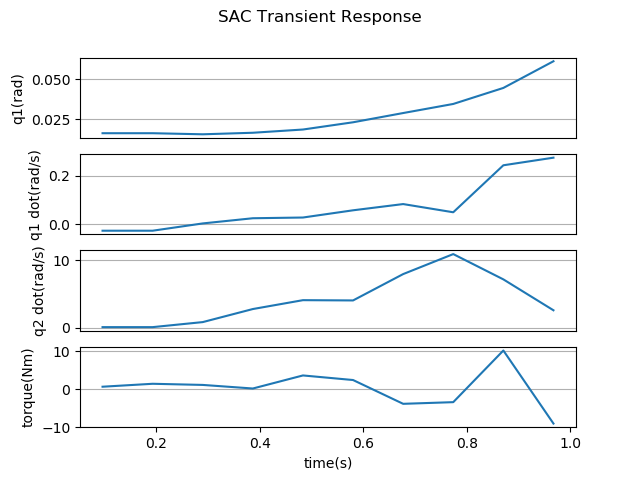 SAC Transient Response
q1(rad)
0.050
0.025
q1 dot(rad/s)
0.2
0.0
q2 dot(rad/s)
10
0
torque(Nm)
10
0
−10
0.2 0.4 0.6 0.8 1.0
time(s)